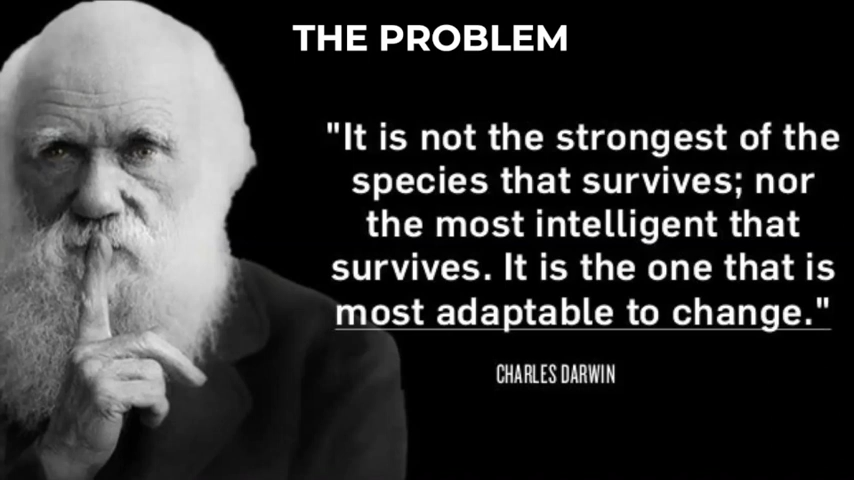 THE PROBLEM
"It is not the strongest of the
species that survives; nor
the most intelligent that
survives. It is the one that is
most adaptable to change."
CHARLES DARWIN